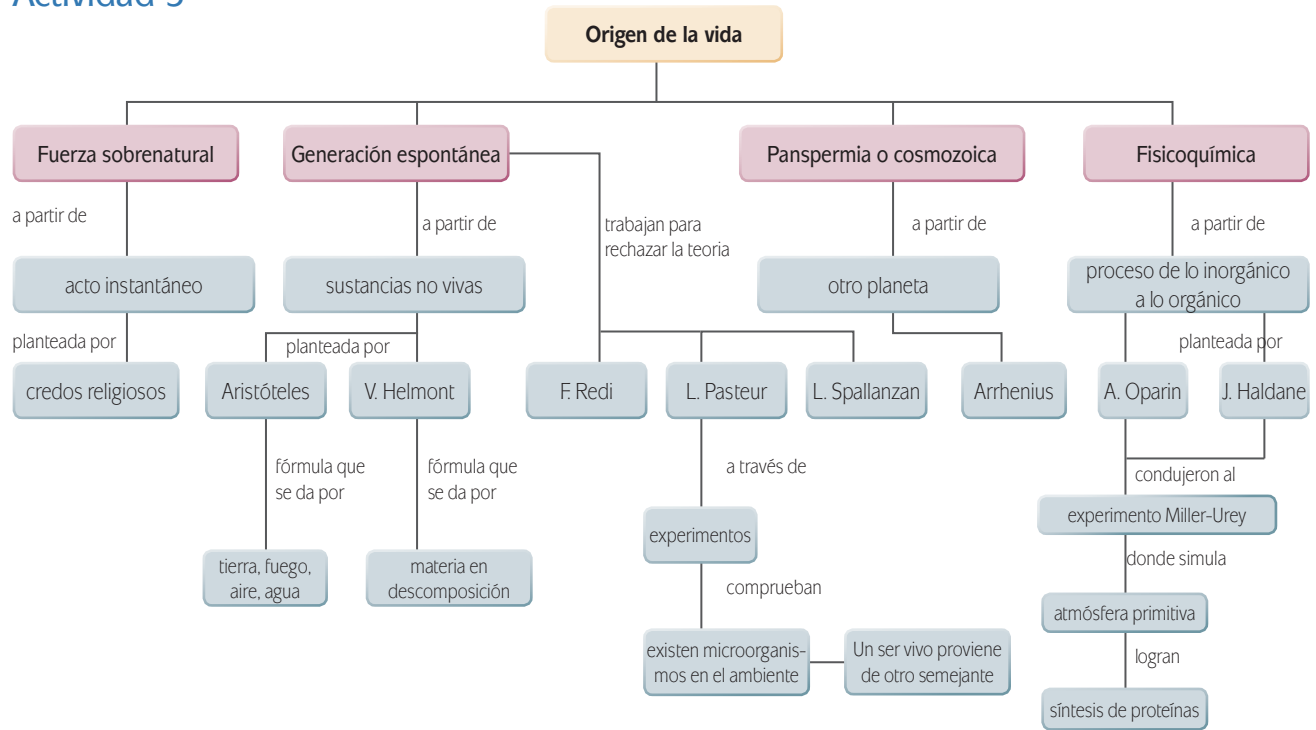 Actividad 3
Origen de la vida
Fuerza sobrenatural
Generación espontánea
Panspermia o cosmozoica
Fisicoquímica
a partir de
a partir de
trabajan para
rechazar la teoria
a partir de
a partir de
acto instantáneo
sustancias no vivas
otro planeta
proceso de lo inorgánico
a lo orgánico
planteada por
planteada por
planteada por
credos religiosos
Aristóteles
V. Helmont
F. Redi
L. Pasteur
L. Spallanzan
Arrhenius
A. Oparin
J. Haldane
fórmula que
se da por
fórmula que
se da por
a través de
condujeron al
tierra, fuego,
aire, agua
materia en
descomposición
experimentos
experimento Miller-Urey
comprueban
donde simula
existen microorganis-
mos en el ambiente
Un ser vivo proviene
de otro semejante
atmósfera primitiva
logran
síntesis de proteínas